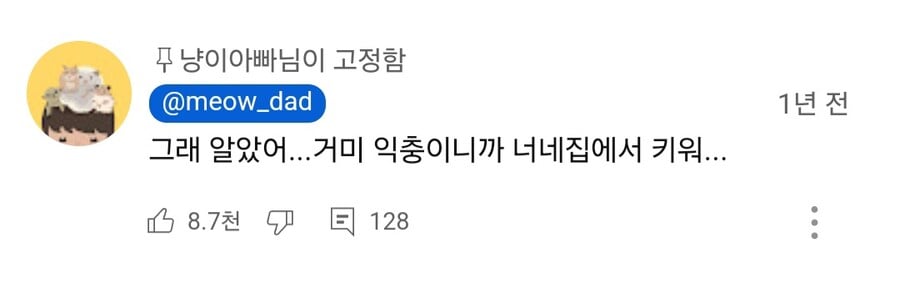 냥이아빠님이 고정함
@meow_dad
1년 전
그래 알았어...거미 익충이니까 너네집에서 키워...
8.7천
128